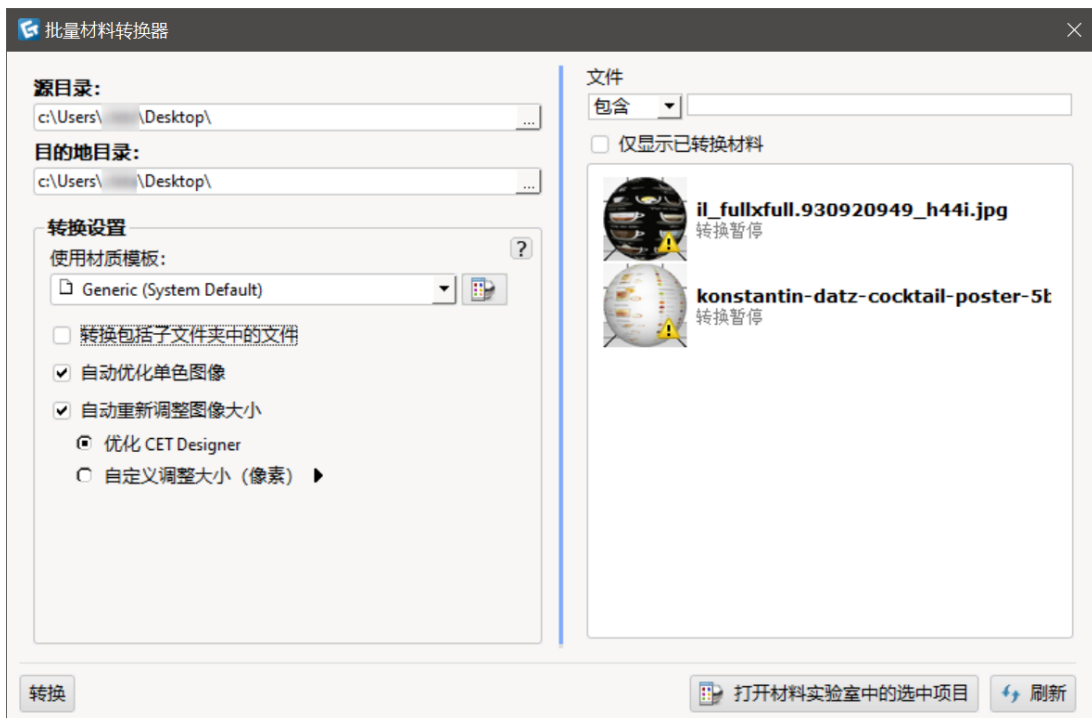 批量材料转换器
源目录:
c:\Users\ \Desktop\
...
目的地目录:
c:\Users\ \Desktop\
...
转换设置
使用材质模板:
?
Generic (System Default)
转换包括子文件夹中的文件
自动优化单色图像
自动重新调整图像大小
优化 CET Designer
自定义调整大小（像素）
转换
文件
包含
仅显示已转换材料
il_fullxfull.930920949_h44i.jpg
转换暂停
konstantin-datz-cocktail-poster-5b
转换暂停
打开材料实验室中的选中项目
刷新